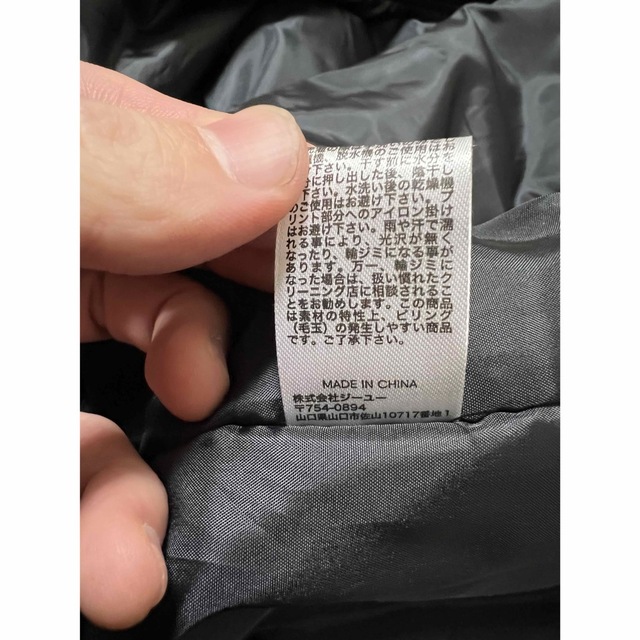 に押し出し、水洗いの後
さい。水洗いの後、
ご使用はお避け下さい。プ
リント部分へのアイロン掛け
はお避け下さい。雨や汗で濡
れる事により、光沢が無く
なったり、輪ジミになる事が
あります。万一、輪ジミに
なった場合は、扱い慣れたク
リーニング店に相談されるこ
とをお勧めします。この商品
は素材の特性上、ピリング
(毛玉)の発生しやすい商品
です。ご了承下さい。
MADE IN CHINA
株式会社ジーユー
〒754-0894
山口県山口市佐山10717番地1